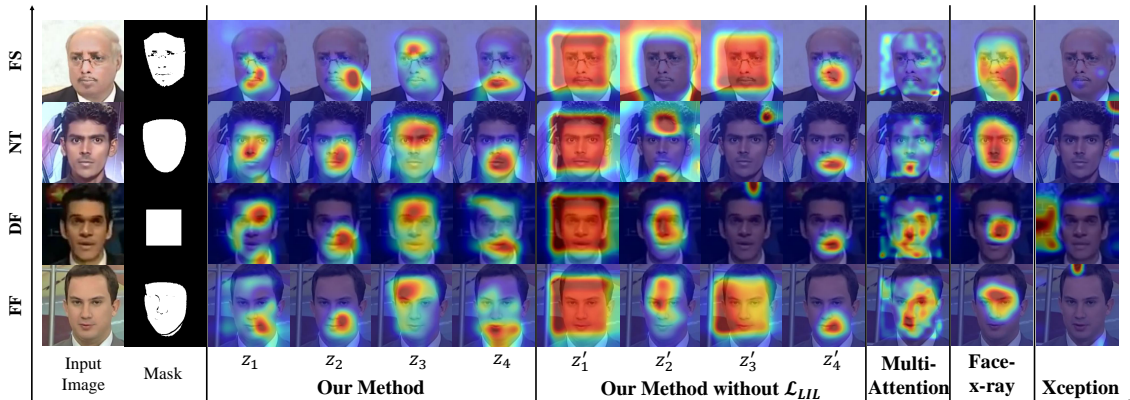 FS
NT
DF
FF
Input
Image
Mask
z₁
z₂
z₃
z₄
z′₁
z′₂
z′₃
z′₄
Our Method
Our Method without ℒ_LIL
Multi-
Attention
Face-
x-ray
Xception